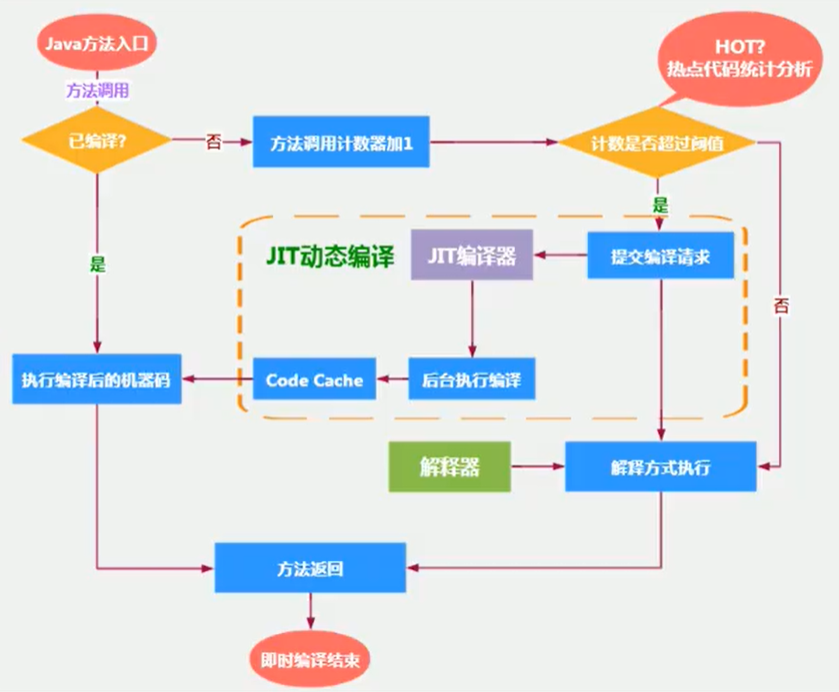 Java方法入口
HOT?
热点代码统计分析
方法调用
已编译?
否
方法调用计数器加1
计数是否超过阈值
是
JIT动态编译
JIT编译器
提交编译请求
是
否
执行编译后的机器码
Code Cache
后台执行编译
解释器
解释方式执行
方法返回
即时编译结束